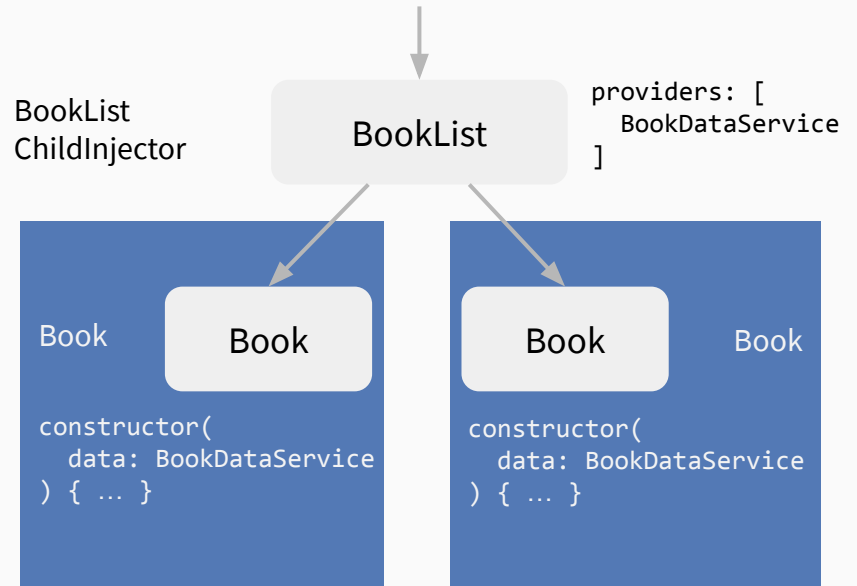 BookList
ChildInjector
BookList
providers: [
  BookDataService
]
Book
Book
constructor(
  data: BookDataService
) { … }
Book
Book
constructor(
  data: BookDataService
) { … }